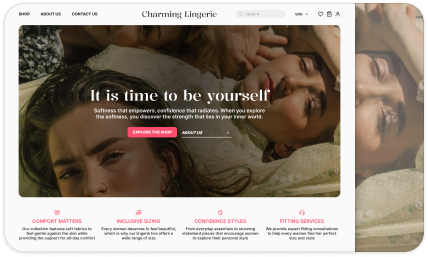 SHOP ABOUT US CONTACT US Charming Lingerie SEARCH ENG
It is time to be yourself
Softness that empowers, confidence that radiates. When you explore
the softness, you discover the strength that lies in your inner world.
EXPLORE THE SHOP ABOUT US
COMFORT MATTERS
Our collection features soft fabrics to
feel gentle against the skin while
providing the support for all-day comfort
INCLUSIVE SIZING
Every woman deserves to feel beautiful,
which is why our lingerie line offers a
wide range of size
CONFIDENCE STYLES
From everyday essentials to stunning
statement pieces that encourage women
to explore their personal style
FITTING SERVICES
We provide expert fitting consultations
to help every woman find her perfect
size and style